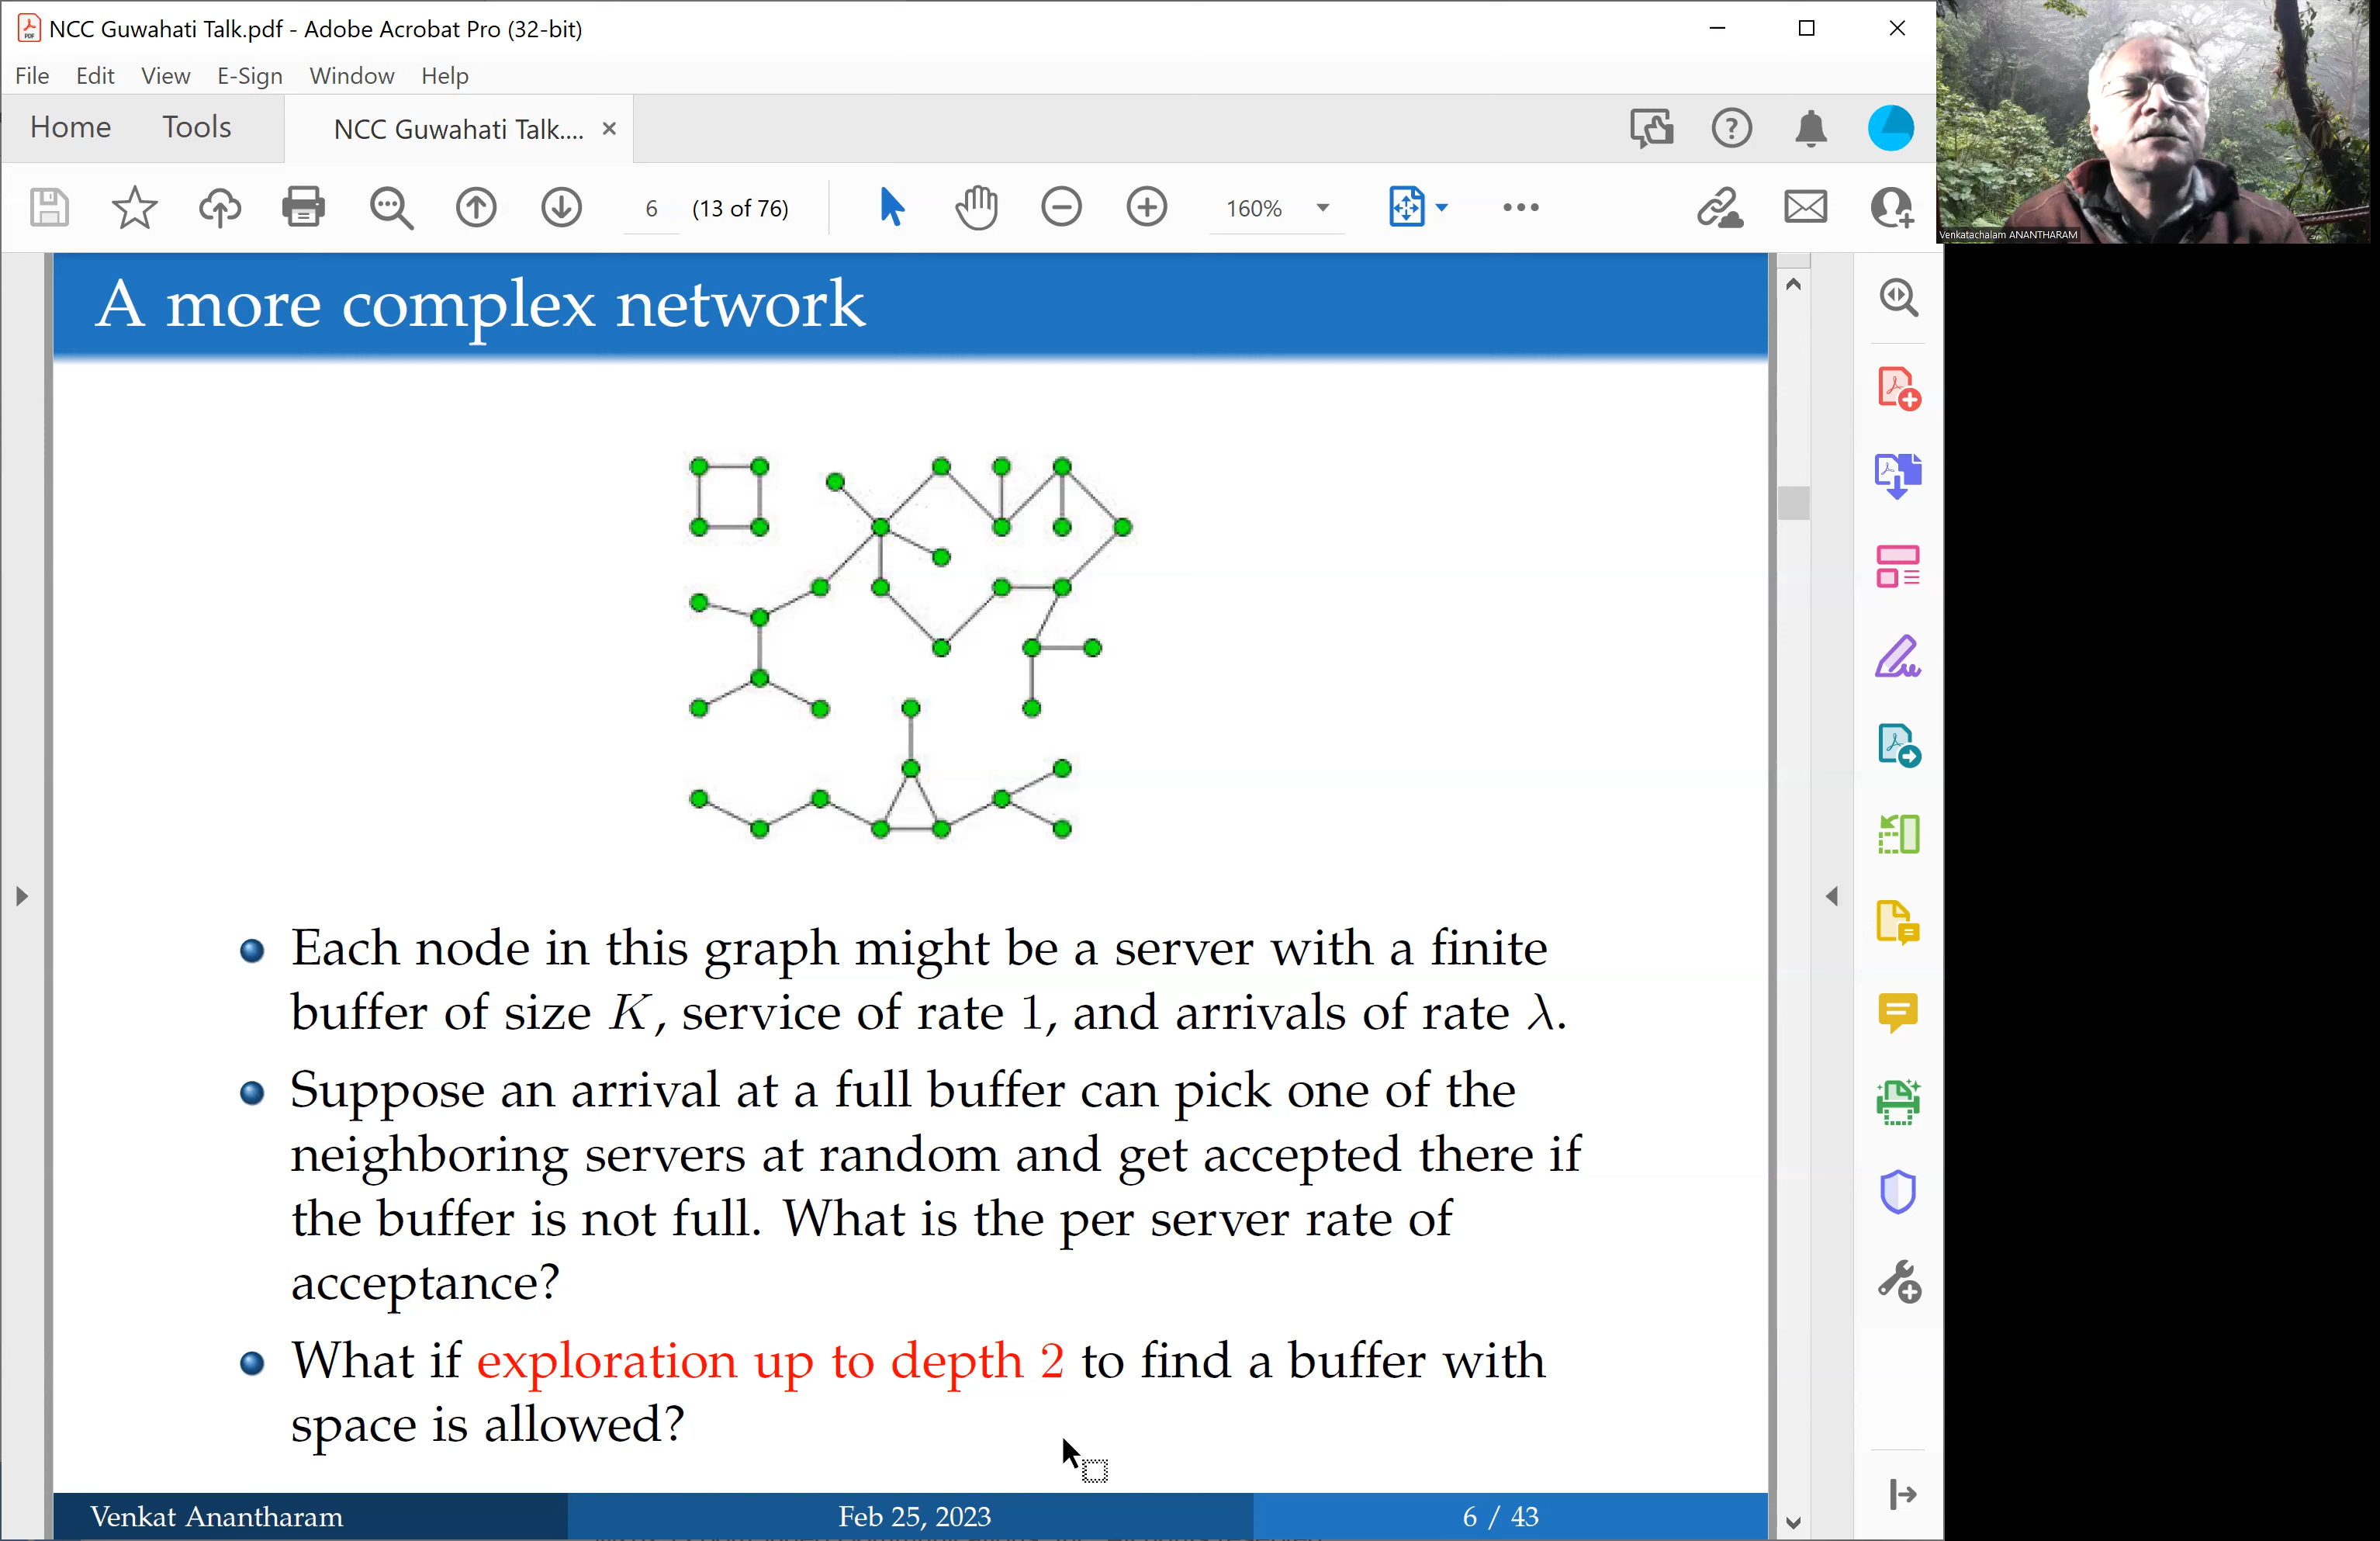 NCC Guwahati Talk.pdf - Adobe Acrobat Pro (32-bit)
File Edit View E-Sign Window Help
Home Tools NCC Guwahati Talk.... ×
6 (13 of 76) 160%
Venkatachalam ANANTHARAM
A more complex network
Each node in this graph might be a server with a finite
buffer of size K, service of rate 1, and arrivals of rate λ.
Suppose an arrival at a full buffer can pick one of the
neighboring servers at random and get accepted there if
the buffer is not full. What is the per server rate of
acceptance?
What if exploration up to depth 2 to find a buffer with
space is allowed?
Venkat Anantharam Feb 25, 2023 6 / 43